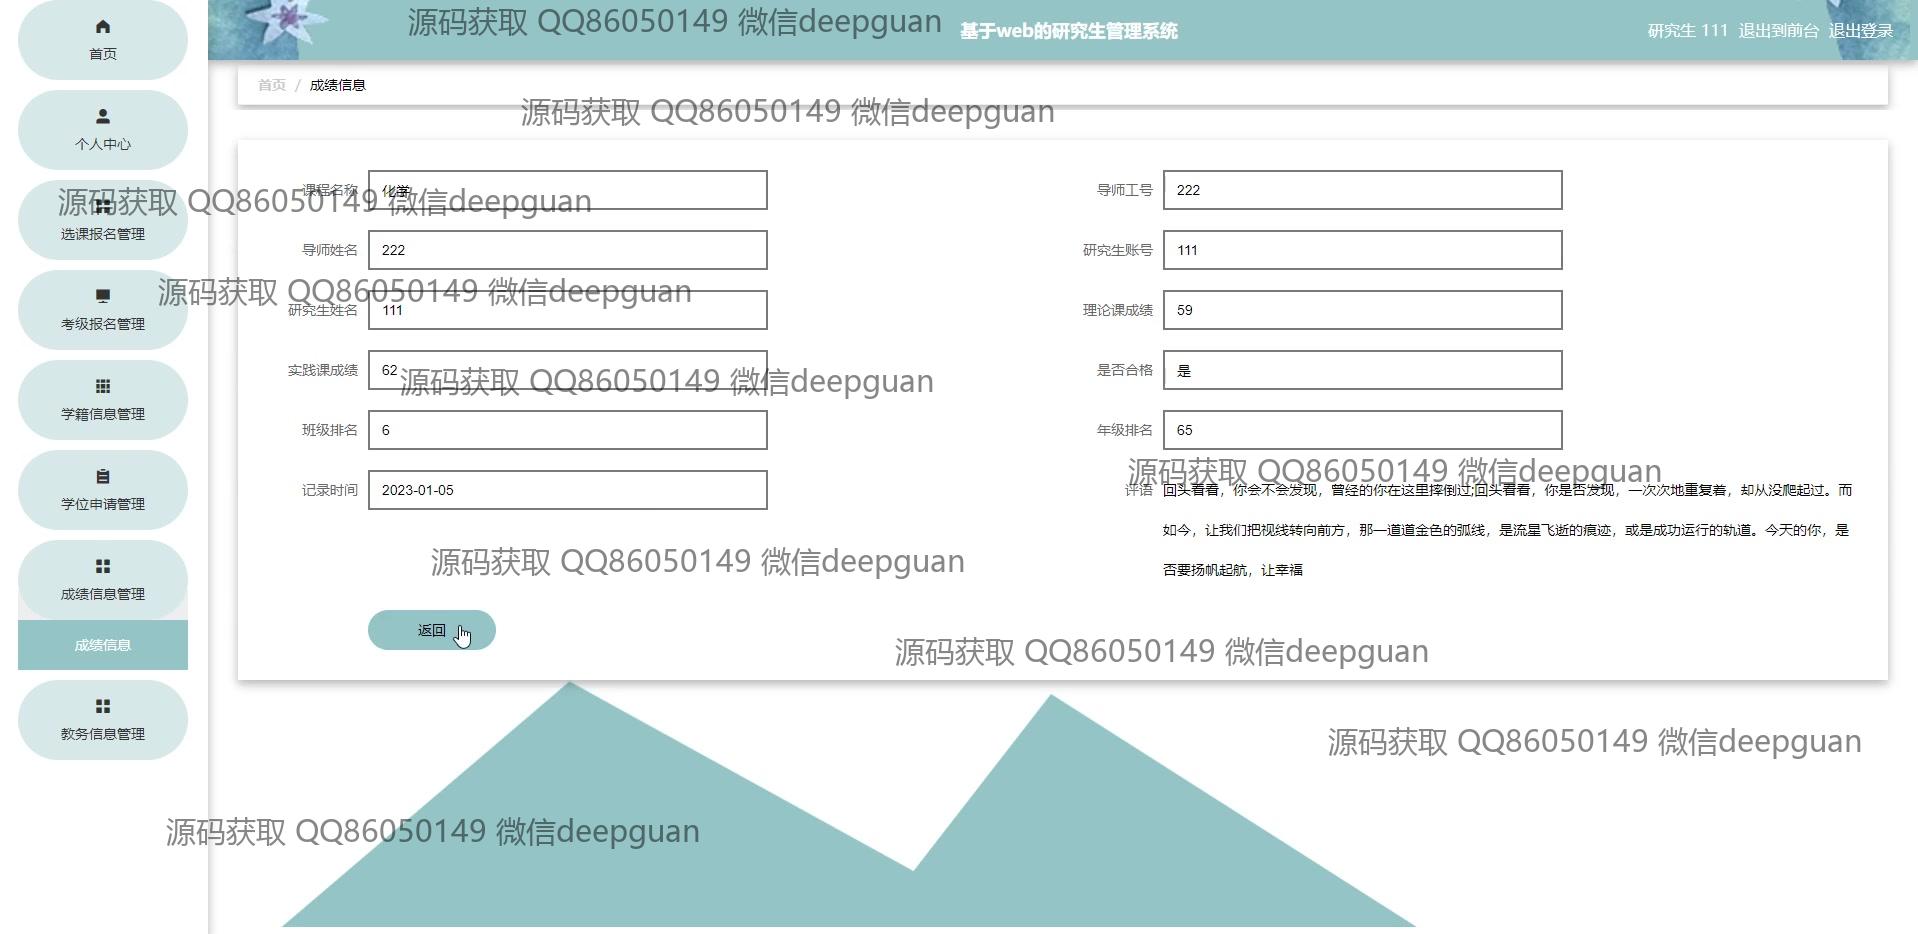 首页
个人中心
选课报名管理
考级报名管理
学籍信息管理
学位申请管理
成绩信息管理
成绩信息
教务信息管理
源码获取 QQ86050149 微信deepguan
基于web的研究生管理系统
研究生 111 退出到前台 退出登录
首页 / 成绩信息
源码获取 QQ86050149 微信deepguan
课程名称 化学
导师工号 222
源码获取 QQ86050149 微信deepguan
导师姓名 222
研究生账号 111
源码获取 QQ86050149 微信deepguan
研究生姓名 111
理论课成绩 59
实践课成绩 62
是否合格 是
源码获取 QQ86050149 微信deepguan
班级排名 6
年级排名 65
源码获取 QQ86050149 微信deepguan
记录时间 2023-01-05
评语 回头看看，你会不会发现，曾经的你在这里摔倒过;回头看看，你是否发现，一次次地重复着，却从没爬起过。而
如今，让我们把视线转向前方，那一道道金色的弧线，是流星飞逝的痕迹，或是成功运行的轨道。今天的你，是
否要扬帆起航，让幸福
源码获取 QQ86050149 微信deepguan
返回
源码获取 QQ86050149 微信deepguan
源码获取 QQ86050149 微信deepguan
源码获取 QQ86050149 微信deepguan